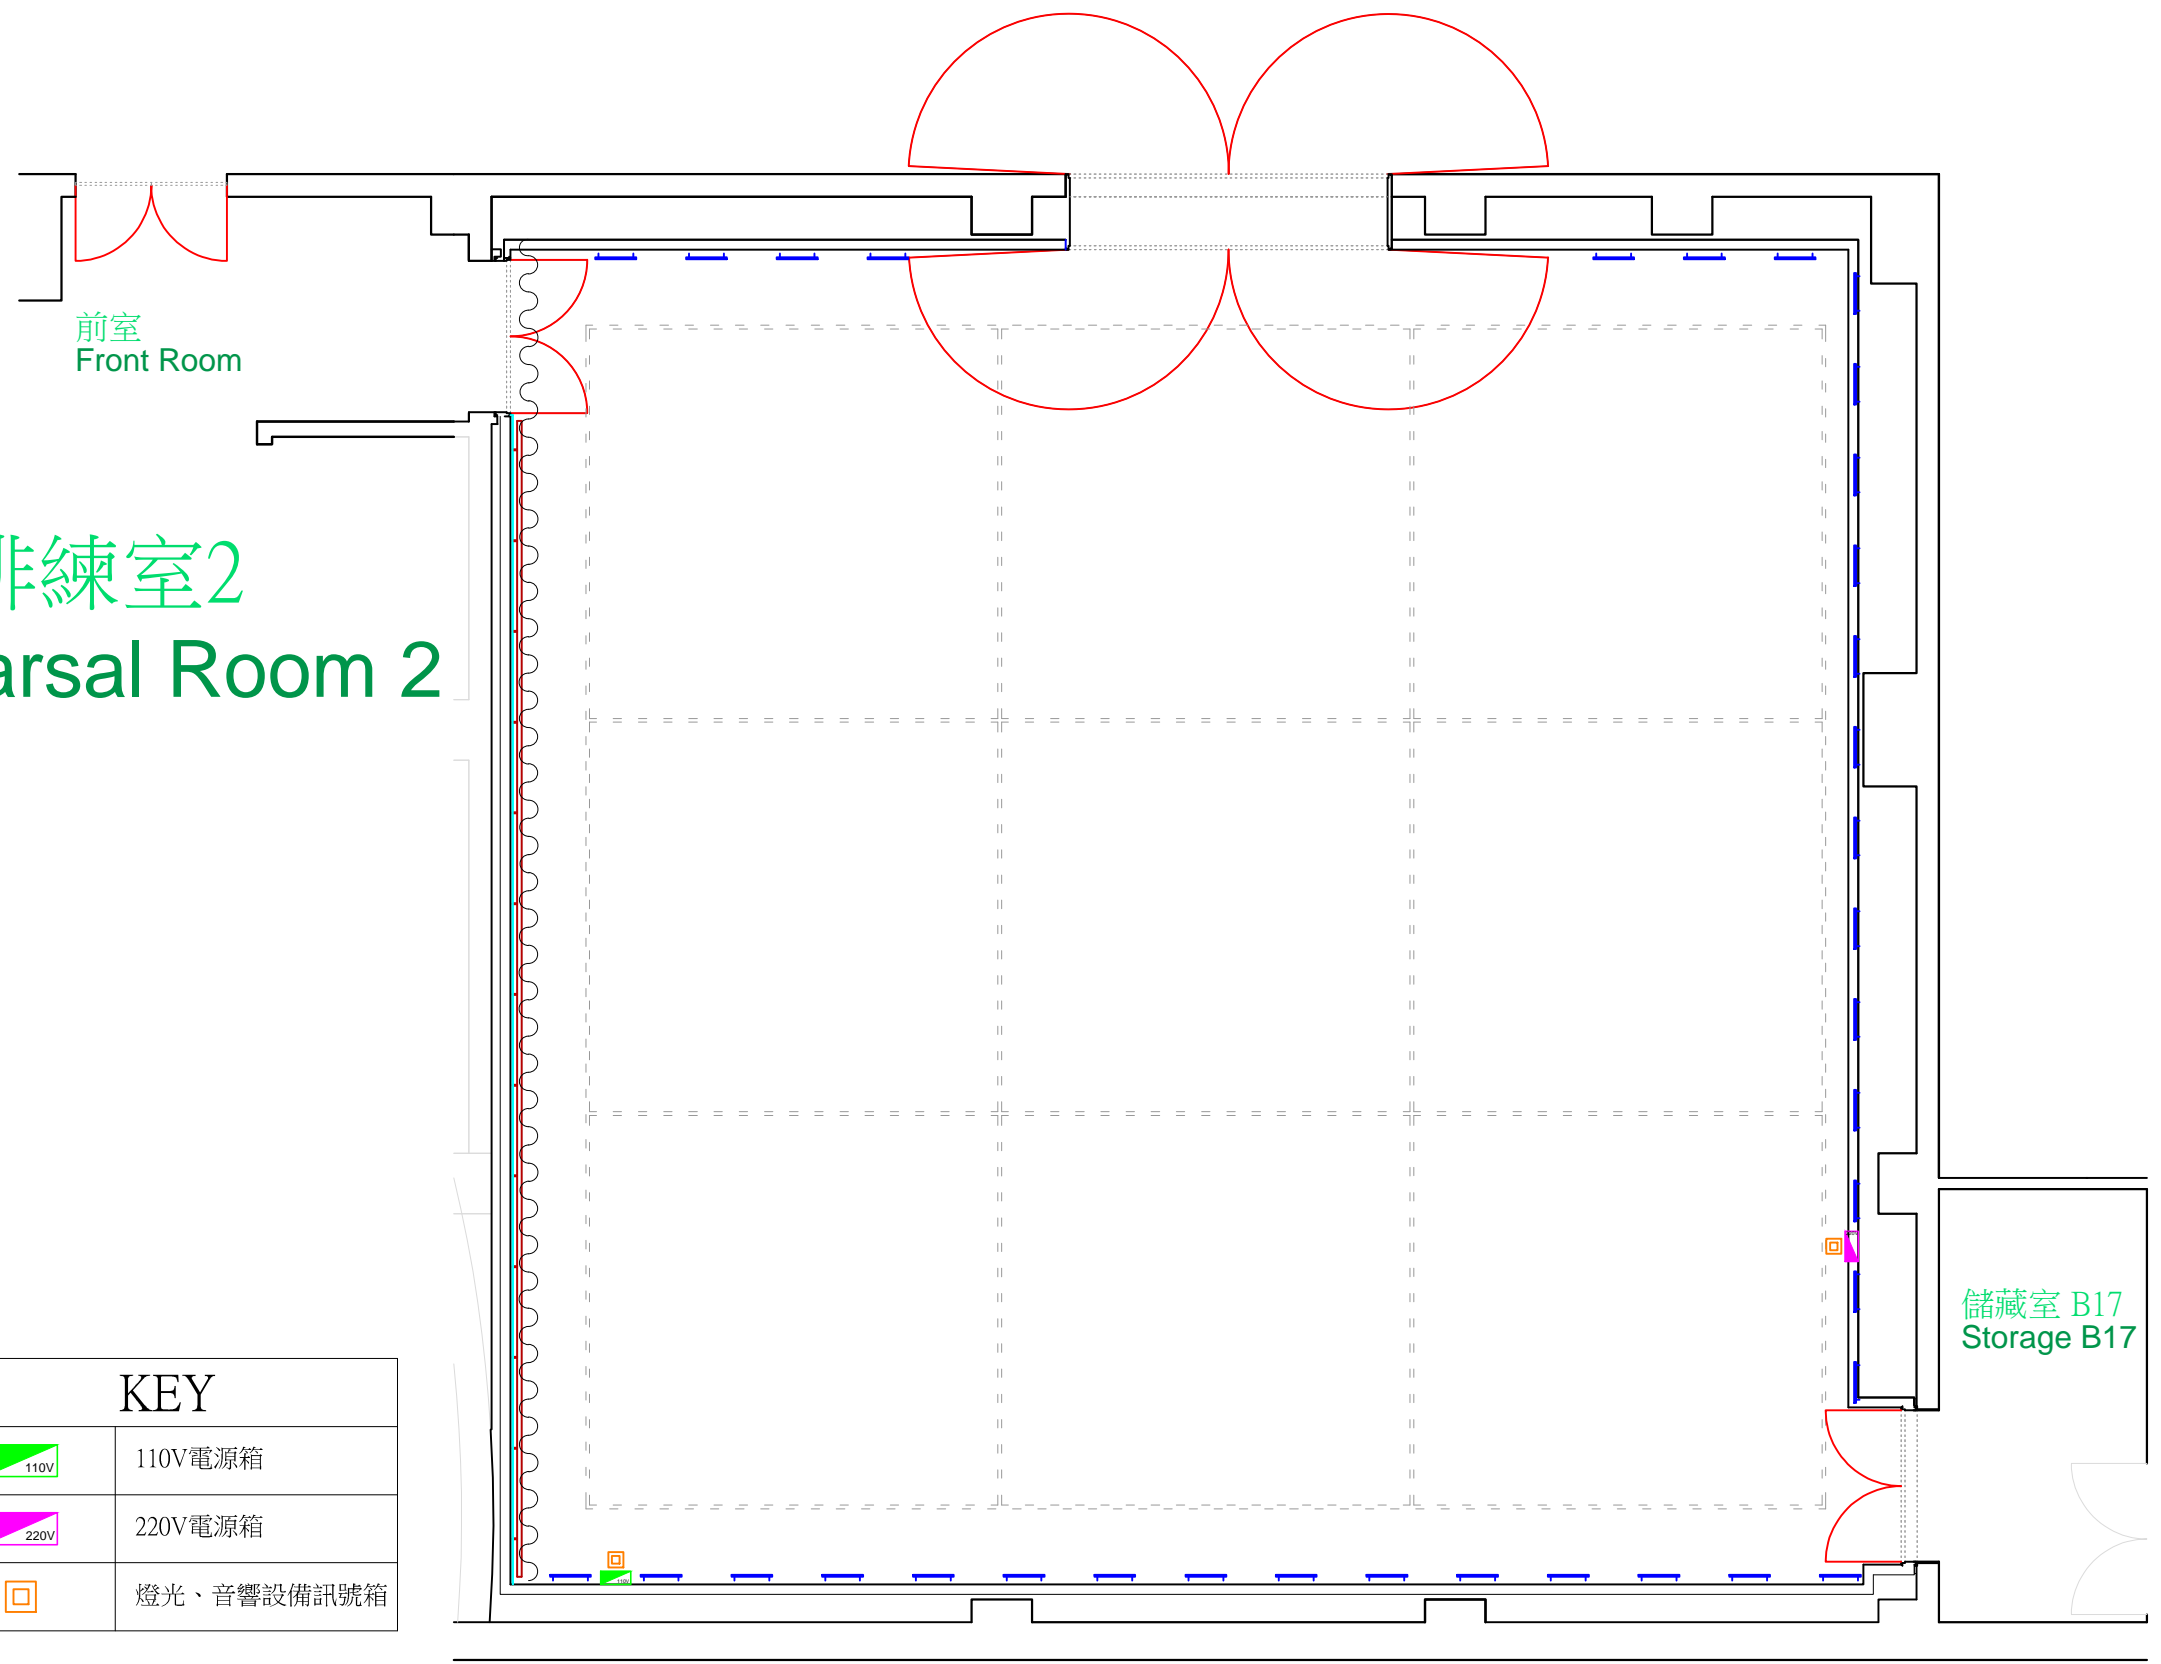 前室
Front Room
排練室2
arsal Room 2
儲藏室 B17
Storage B17
KEY
110V
110V電源箱
220V
220V電源箱
燈光、音響設備訊號箱
110V